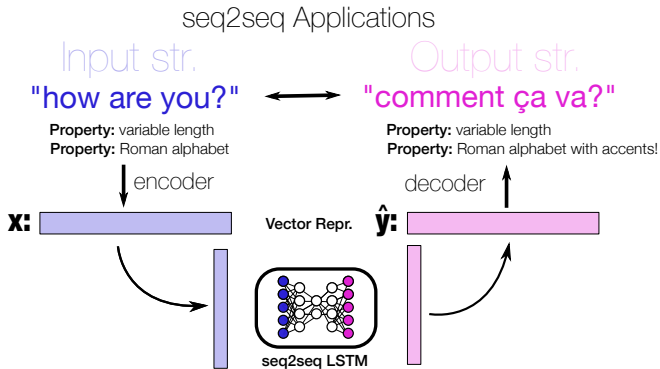 seq2seq Applications
Input str.
Output str.
"how are you?"
"comment ça va?"
Property: variable length
Property: Roman alphabet
Property: variable length
Property: Roman alphabet with accents!
encoder
decoder
x:
Vector Repr.
ŷ:
seq2seq LSTM